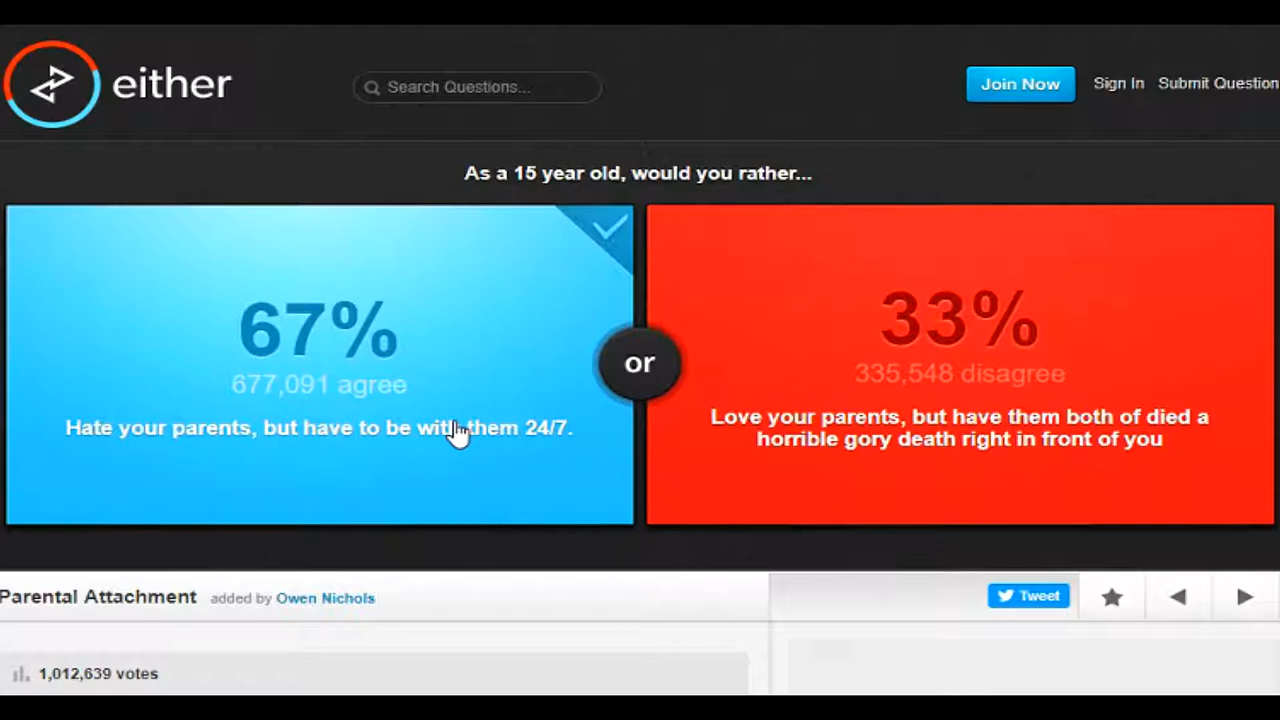 either
Search Questions...
Join Now
Sign In
Submit Question
As a 15 year old, would you rather...
67%
677,091 agree
Hate your parents, but have to be with them 24/7.
or
33%
335,548 disagree
Love your parents, but have them both of died a
horrible gory death right in front of you
Parental Attachment added by Owen Nichols
Tweet
1,012,639 votes